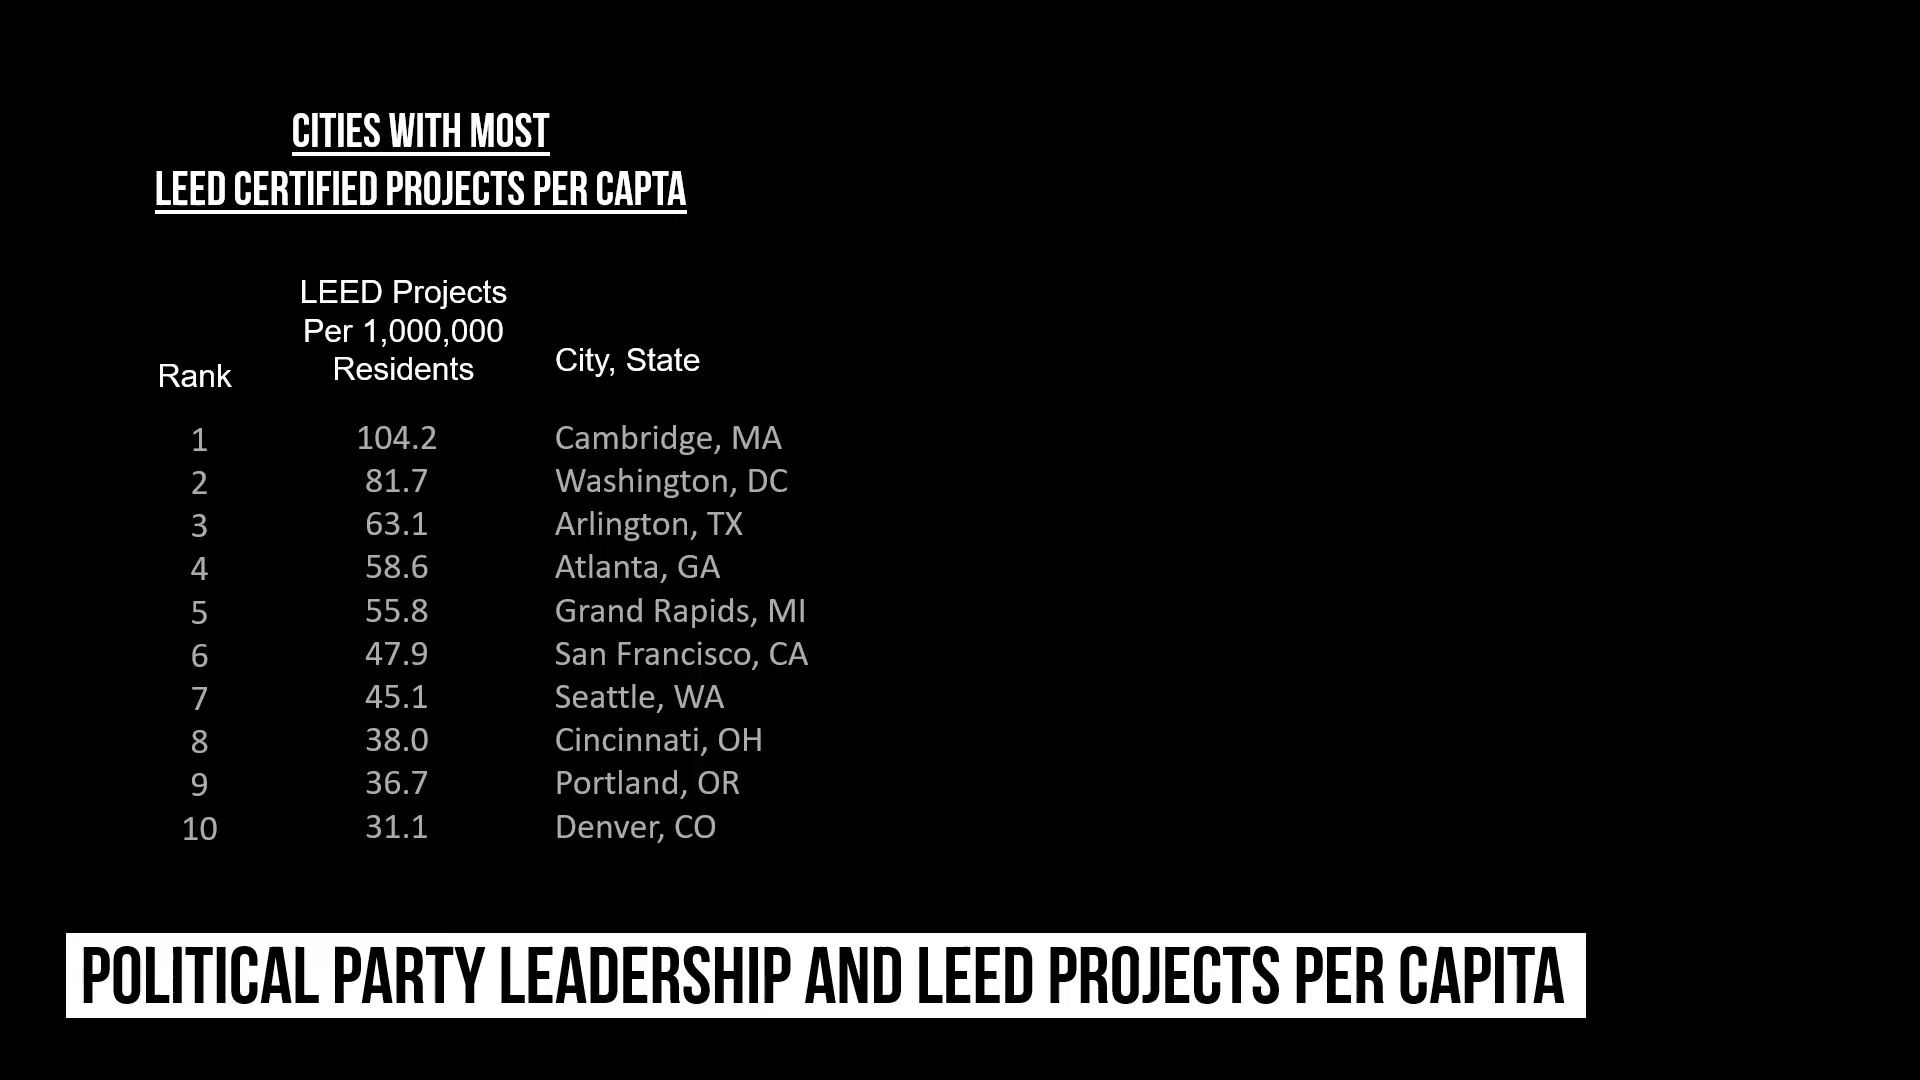 CITIES WITH MOST
LEED CERTIFIED PROJECTS PER CAPTA
LEED Projects
Per 1,000,000
Residents
Rank
City, State
1 104.2 Cambridge, MA
2 81.7 Washington, DC
3 63.1 Arlington, TX
4 58.6 Atlanta, GA
5 55.8 Grand Rapids, MI
6 47.9 San Francisco, CA
7 45.1 Seattle, WA
8 38.0 Cincinnati, OH
9 36.7 Portland, OR
10 31.1 Denver, CO
POLITICAL PARTY LEADERSHIP AND LEED PROJECTS PER CAPITA